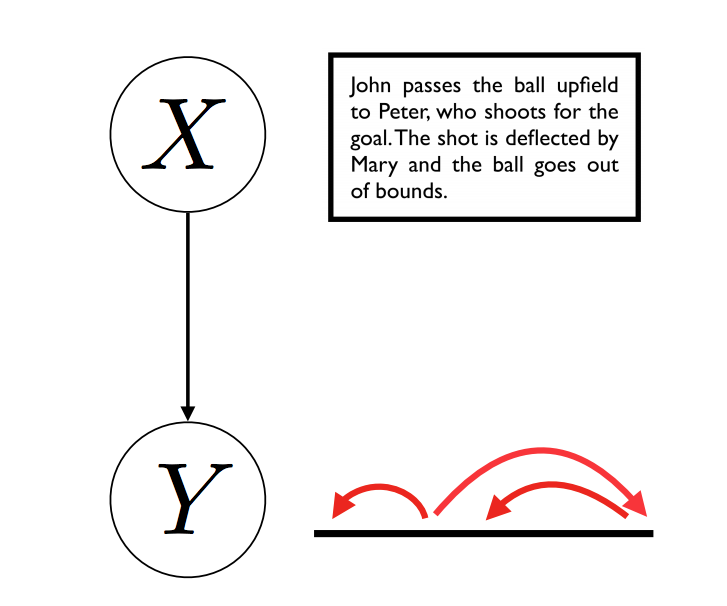 X
John passes the ball upfield
to Peter, who shoots for the
goal. The shot is deflected by
Mary and the ball goes out
of bounds.
Y